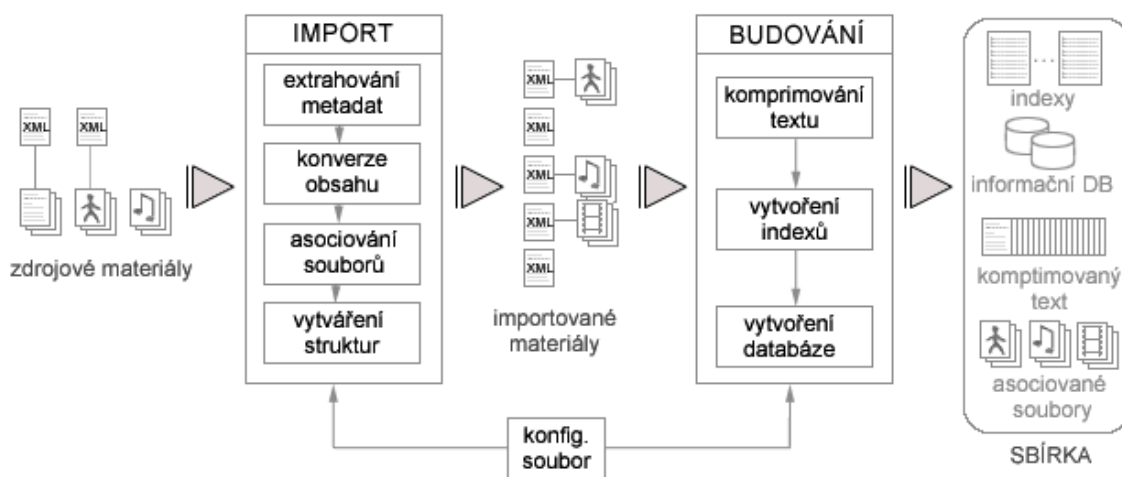 XML
XML
zdrojové materiály
IMPORT
extrahování
metadat
konverze
obsahu
asociování
souborů
vytváření
struktur
XML
XML
XML
XML
XML
importované
materiály
BUDOVÁNÍ
komprimování
textu
vytvoření
indexů
vytvoření
databáze
konfig.
soubor
...
indexy
informační DB
komptimovaný
text
asociované
soubory
SBÍRKA